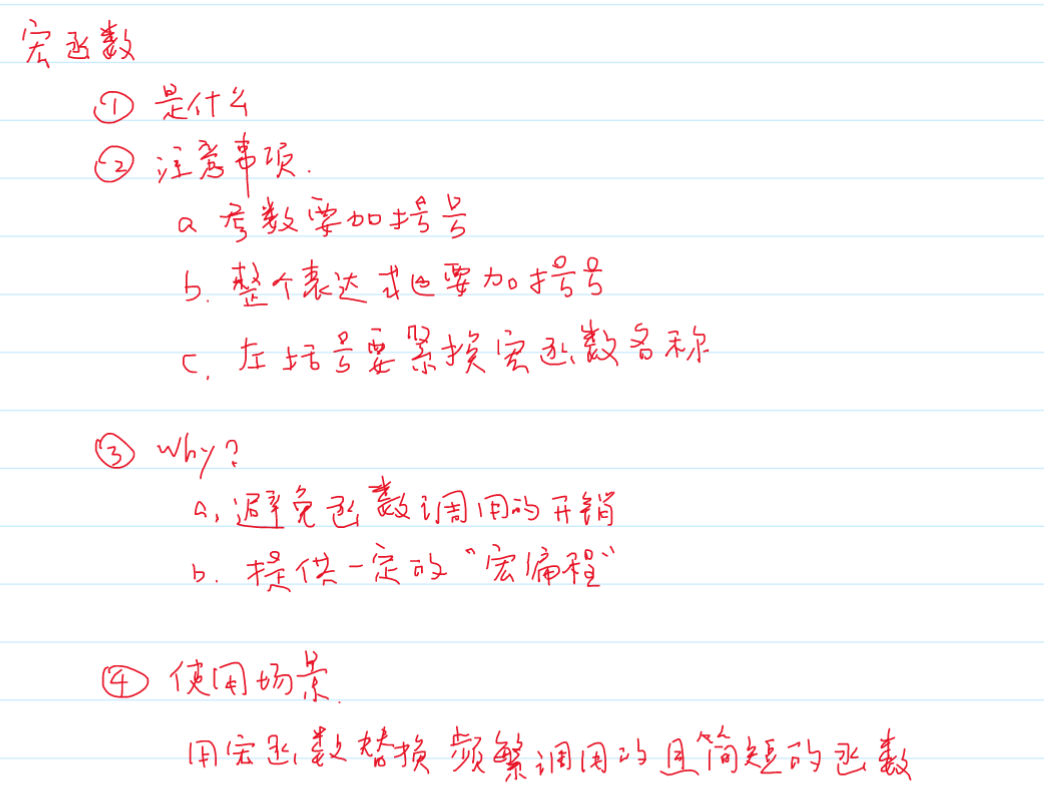 宏函数
① 是什么
② 注意事项.
a 参数要加括号
b. 整个表达式也要加括号
c. 左括号要紧挨宏函数名称
③ Why?
a. 避免函数调用的开销
b. 提供一定的“宏编程”
④ 使用场景.
用宏函数替换频繁调用的且简短的函数